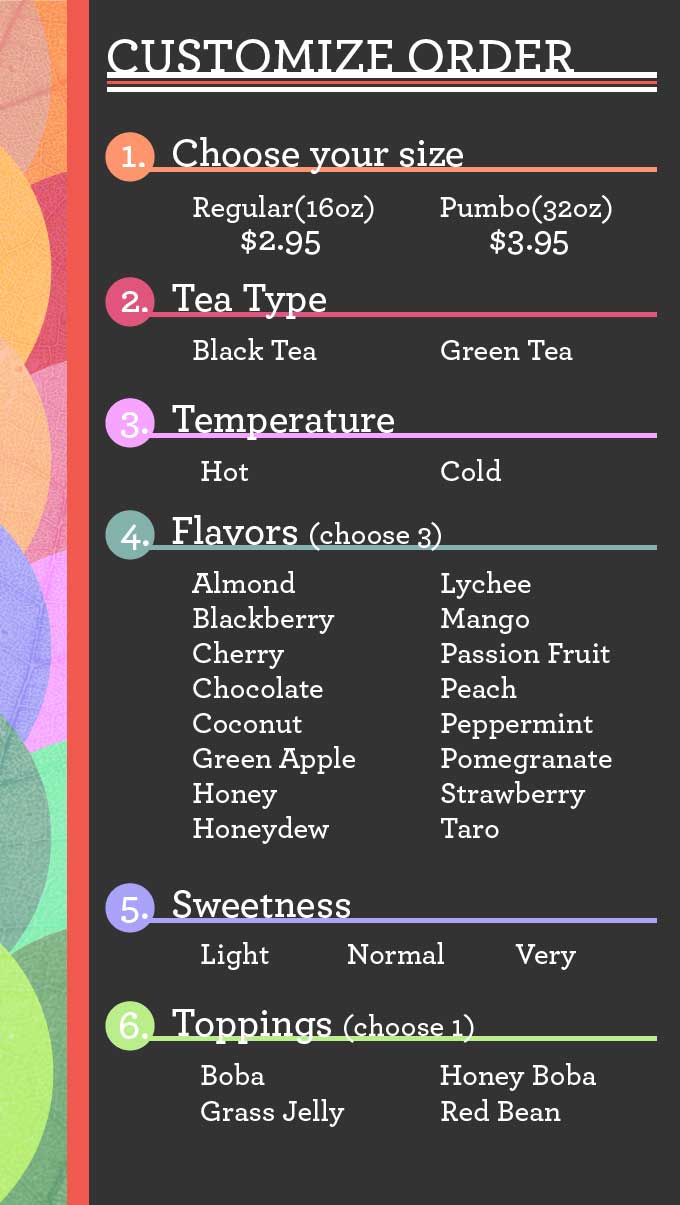 CUSTOMIZE ORDER
1. Choose your size
Regular(16oz) Pumbo(32oz)
$2.95 $3.95
2. Tea Type
Black Tea Green Tea
3. Temperature
Hot Cold
4. Flavors (choose 3)
Almond Lychee
Blackberry Mango
Cherry Passion Fruit
Chocolate Peach
Coconut Peppermint
Green Apple Pomegranate
Honey Strawberry
Honeydew Taro
5. Sweetness
Light Normal Very
6. Toppings (choose 1)
Boba Honey Boba
Grass Jelly Red Bean